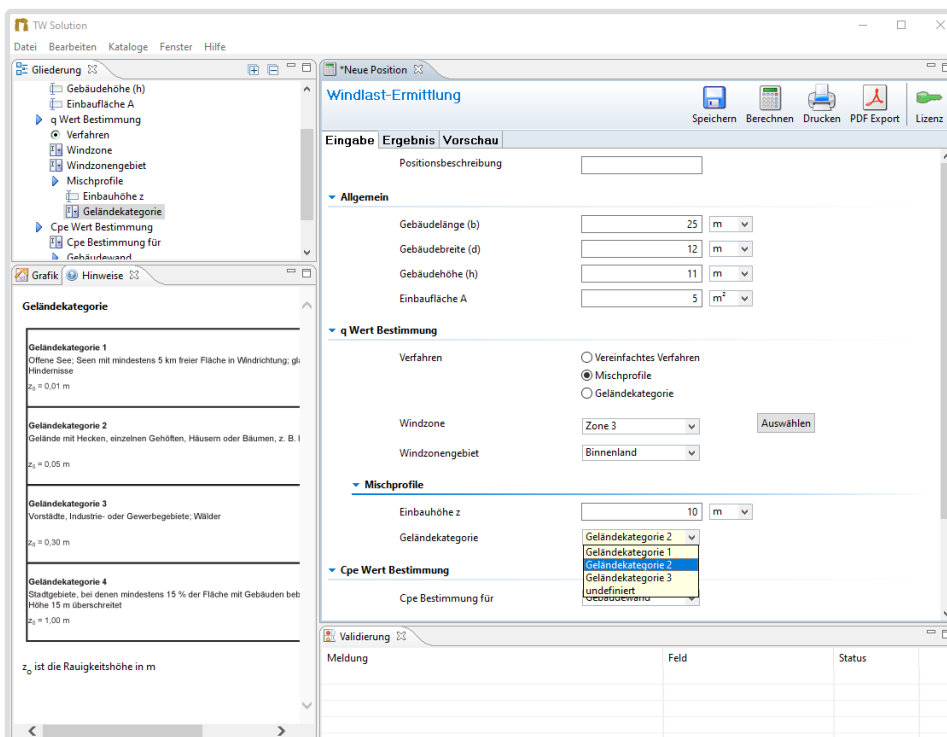 TW Solution
Datei Bearbeiten Kataloge Fenster Hilfe
Gliederung
Gebäudehöhe (h)
Einbaufläche A
q Wert Bestimmung
Verfahren
Windzone
Windzonengebiet
Mischprofile
Einbauhöhe z
Geländekategorie
Cpe Wert Bestimmung
Cpe Bestimmung für
Gebäudewand
Grafik Hinweise
Geländekategorie
Geländekategorie 1
Offene See; Seen mit mindestens 5 km freier Fläche in Windrichtung;
Hindernisse
z₀ = 0,01 m
Geländekategorie 2
Gelände mit Hecken, einzelnen Gehöften, Häusern oder Bäumen, z. B.
z₀ = 0,05 m
Geländekategorie 3
Vorstädte, Industrie- oder Gewerbegebiete; Wälder
z₀ = 0,30 m
Geländekategorie 4
Stadtgebiete, bei denen mindestens 15 % der Fläche mit Gebäuden beb
Höhe 15 m überschreitet
z₀ = 1,00 m
z₀ ist die Rauigkeitshöhe in m
*Neue Position
Windlast-Ermittlung
Speichern Berechnen Drucken PDF Export Lizenz
Eingabe Ergebnis Vorschau
Positionsbeschreibung
Allgemein
Gebäudelänge (b) 25 m
Gebäudebreite (d) 12 m
Gebäudehöhe (h) 11 m
Einbaufläche A 5 m²
q Wert Bestimmung
Verfahren Vereinfachtes Verfahren
Mischprofile
Geländekategorie
Windzone Zone 3 Auswählen
Windzonengebiet Binnenland
Mischprofile
Einbauhöhe z 10 m
Geländekategorie Geländekategorie 2
Geländekategorie 1
Geländekategorie 2
Geländekategorie 3
undefiniert
Cpe Wert Bestimmung
Cpe Bestimmung für Gebäudewand
Validierung
Meldung Feld Status